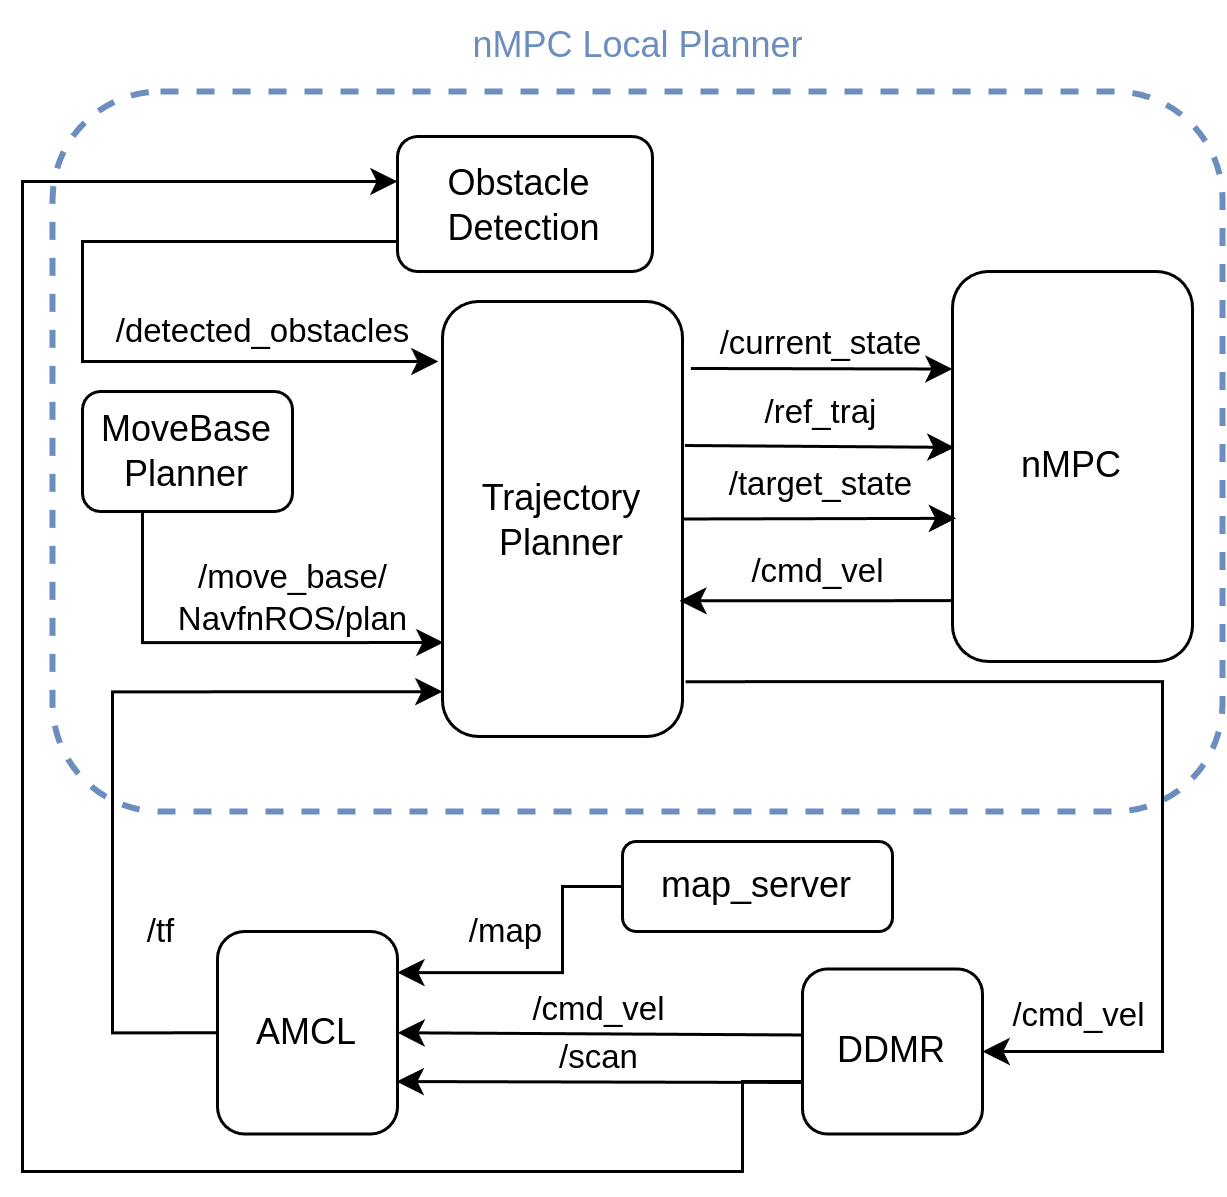 nMPC Local Planner
Obstacle
Detection
/detected_obstacles
/current_state
/ref_traj
MoveBase
Planner
nMPC
/target_state
Trajectory
Planner
/cmd_vel
/move_base/
NavfnROS/plan
map_server
/tf
/map
/cmd_vel
/cmd_vel
AMCL
DDMR
/scan